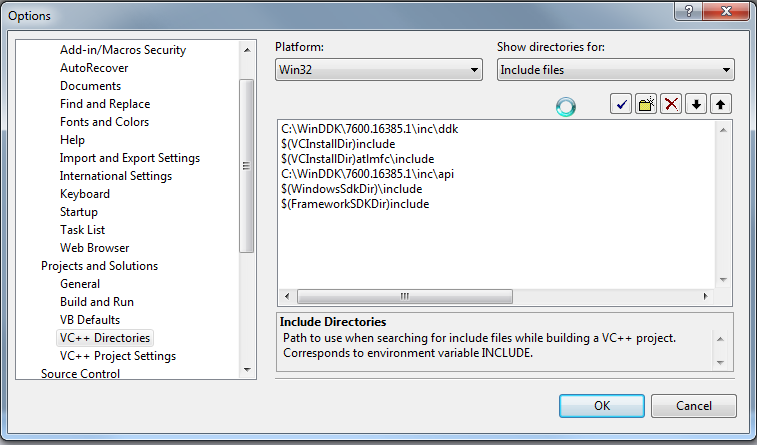 Options
Add-in/Macros Security
AutoRecover
Documents
Find and Replace
Fonts and Colors
Help
Import and Export Settings
International Settings
Keyboard
Startup
Task List
Web Browser
Projects and Solutions
General
Build and Run
VB Defaults
VC++ Directories
VC++ Project Settings
Source Control
Platform:
Show directories for:
Win32
Include files
C:\WinDDK\7600.16385.1\inc\ddk
$(VCInstallDir)include
$(VCInstallDir)atlmfc\include
C:\WinDDK\7600.16385.1\inc\api
$(WindowsSdkDir)\include
$(FrameworkSDKDir)include
Include Directories
Path to use when searching for include files while building a VC++ project.
Corresponds to environment variable INCLUDE.
OK
Cancel